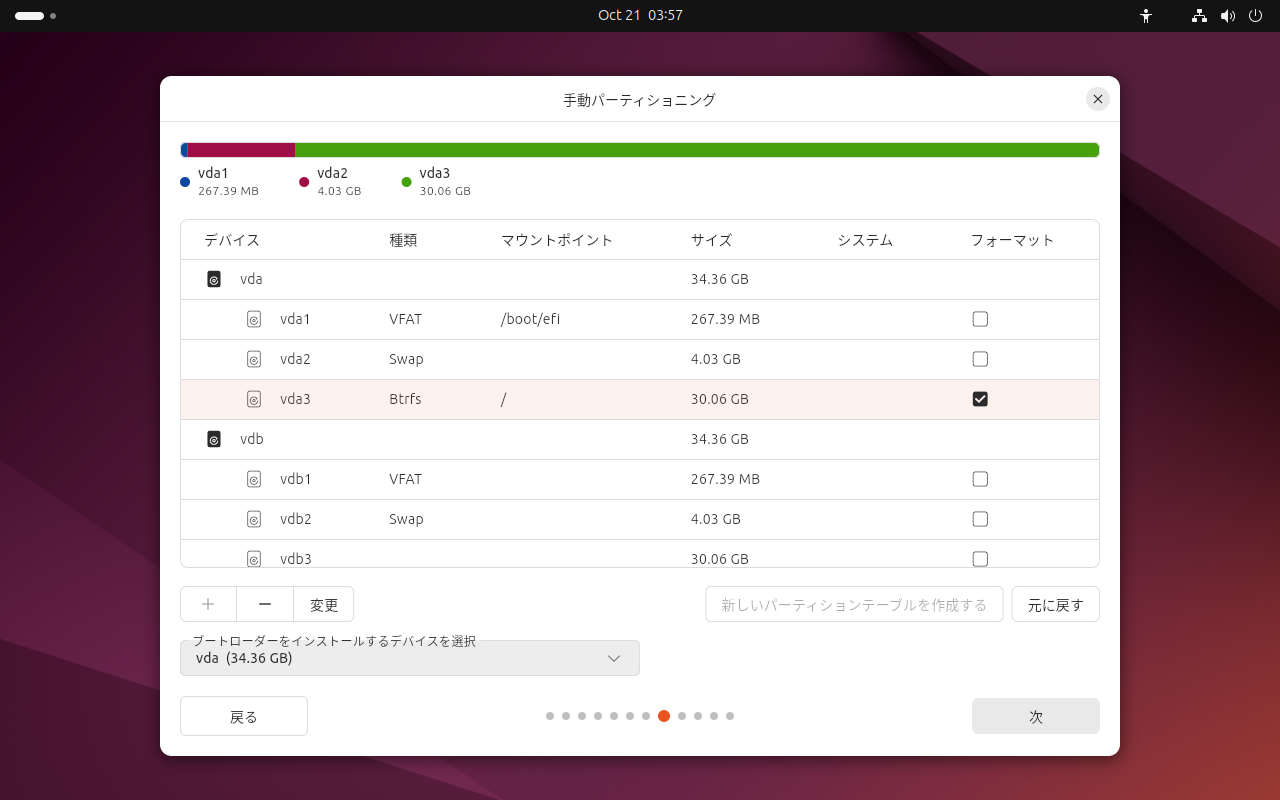 Oct 21 03:57
手動パーティショニング
vda1
267.39 MB
vda2
4.03 GB
vda3
30.06 GB
デバイス 種類 マウントポイント サイズ システム フォーマット
vda 34.36 GB
vda1 VFAT /boot/efi 267.39 MB
vda2 Swap 4.03 GB
vda3 Btrfs / 30.06 GB
vdb 34.36 GB
vdb1 VFAT 267.39 MB
vdb2 Swap 4.03 GB
vdb3 30.06 GB
変更 新しいパーティションテーブルを作成する 元に戻す
ブートローダーをインストールするデバイスを選択
vda (34.36 GB)
戻る 次